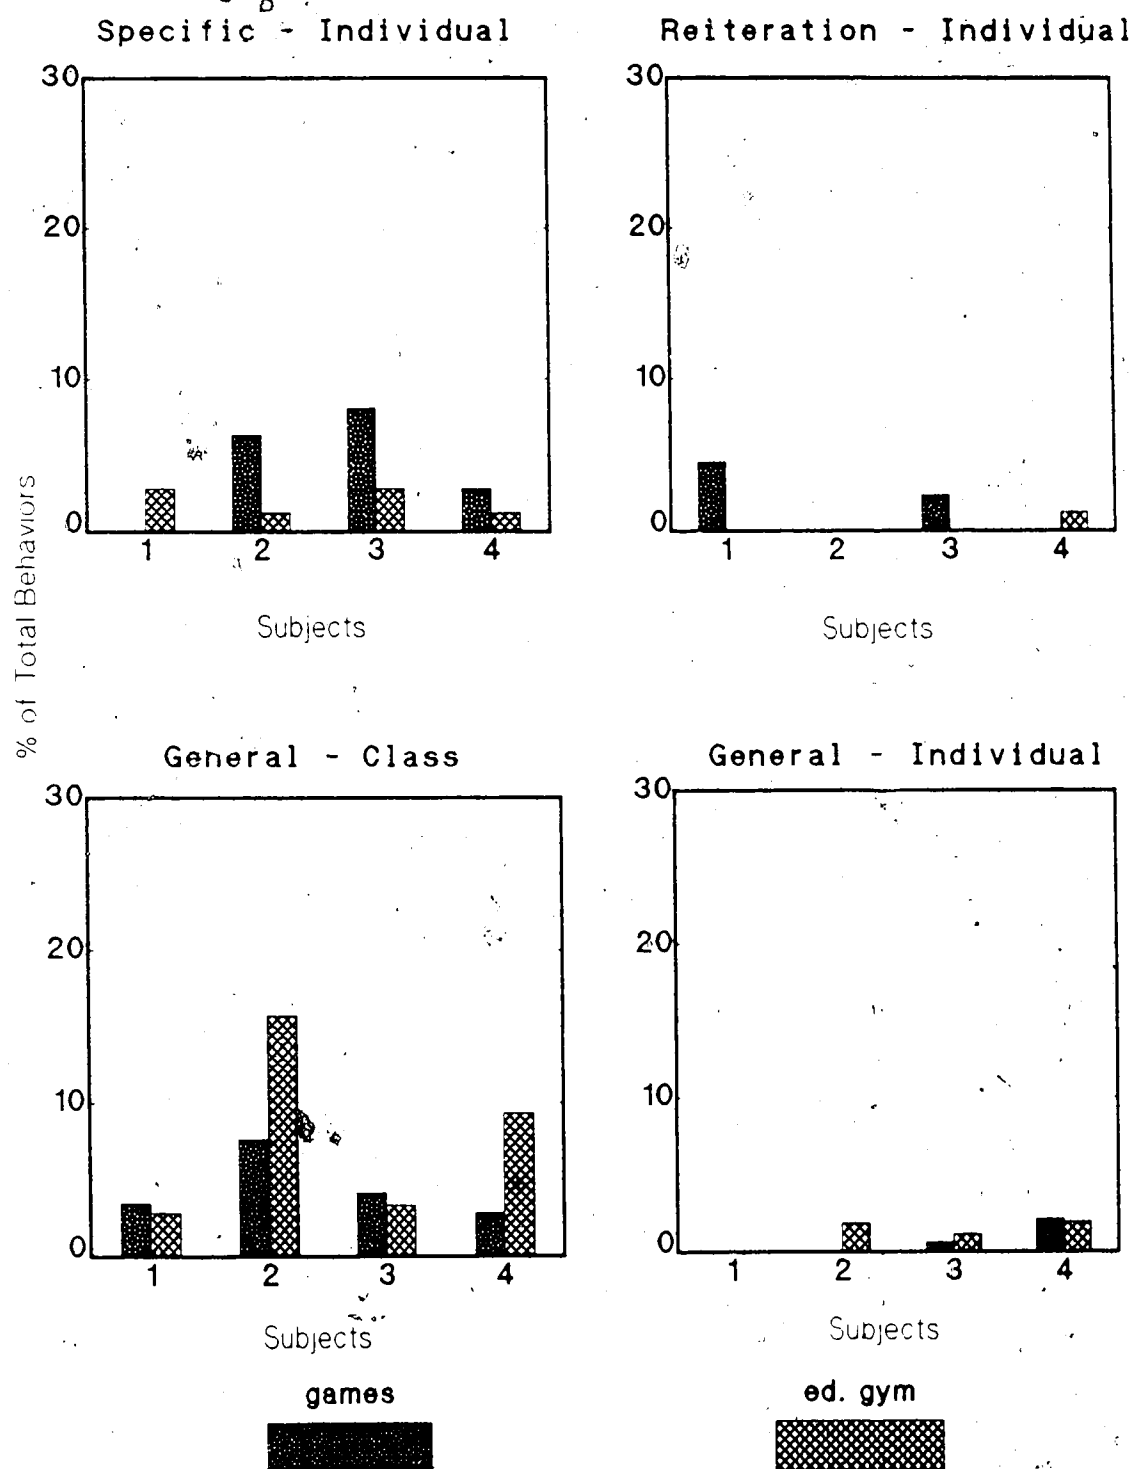 Specific - Individual
30
20
10
0
1 2 3 4
Subjects
Reiteration - Individual
30
20
10
0
1 2 3 4
Subjects
% of Total Behaviors
General - Class
30
20
10
0
1 2 3 4
Subjects
General - Individual
30
20
10
0
1 2 3 4
Subjects
games
ed. gym